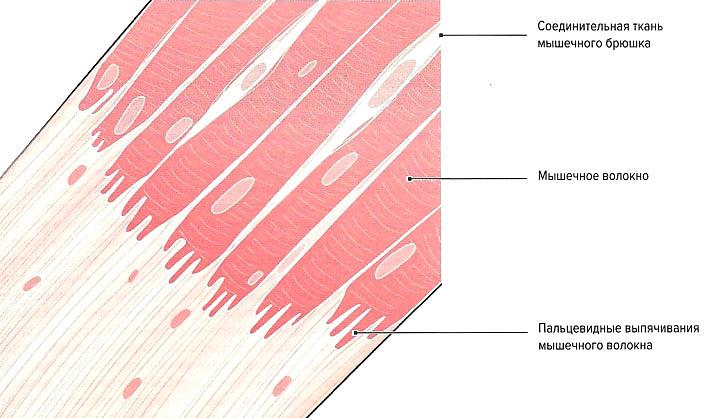 Соединительная ткань
мышечного брюшка
Мышечное волокно
Пальцевидные выпячивания
мышечного волокна